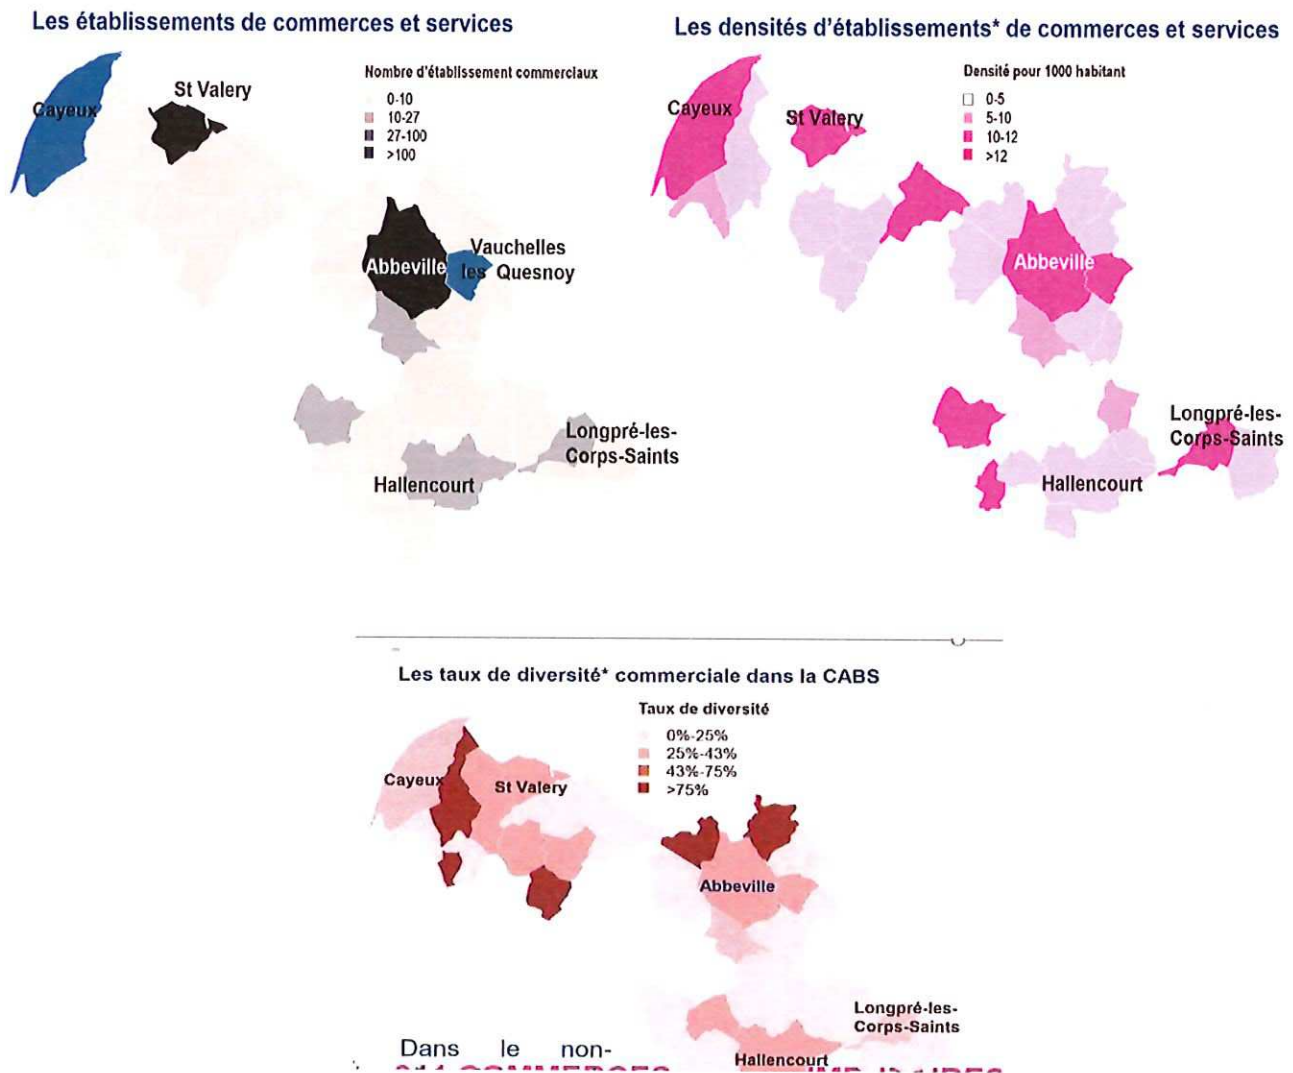 Les établissements de commerces et services
Nombre d'établissement commerciaux
0-10
10-27
27-100
>100
Cayeux
St Valery
Abbeville
Vauchelles
les Quesnoy
Longpré-les-
Corps-Saints
Hallencourt
Les densités d'établissements* de commerces et services
Densité pour 1000 habitant
0-5
5-10
10-12
>12
Cayeux
St Valery
Abbeville
Longpré-les-
Corps-Saints
Hallencourt
Les taux de diversité* commerciale dans la CABS
Taux de diversité
0%-25%
25%-43%
43%-75%
>75%
Cayeux
St Valery
Abbeville
Longpré-les-
Corps-Saints
Hallencourt
Dans le non-